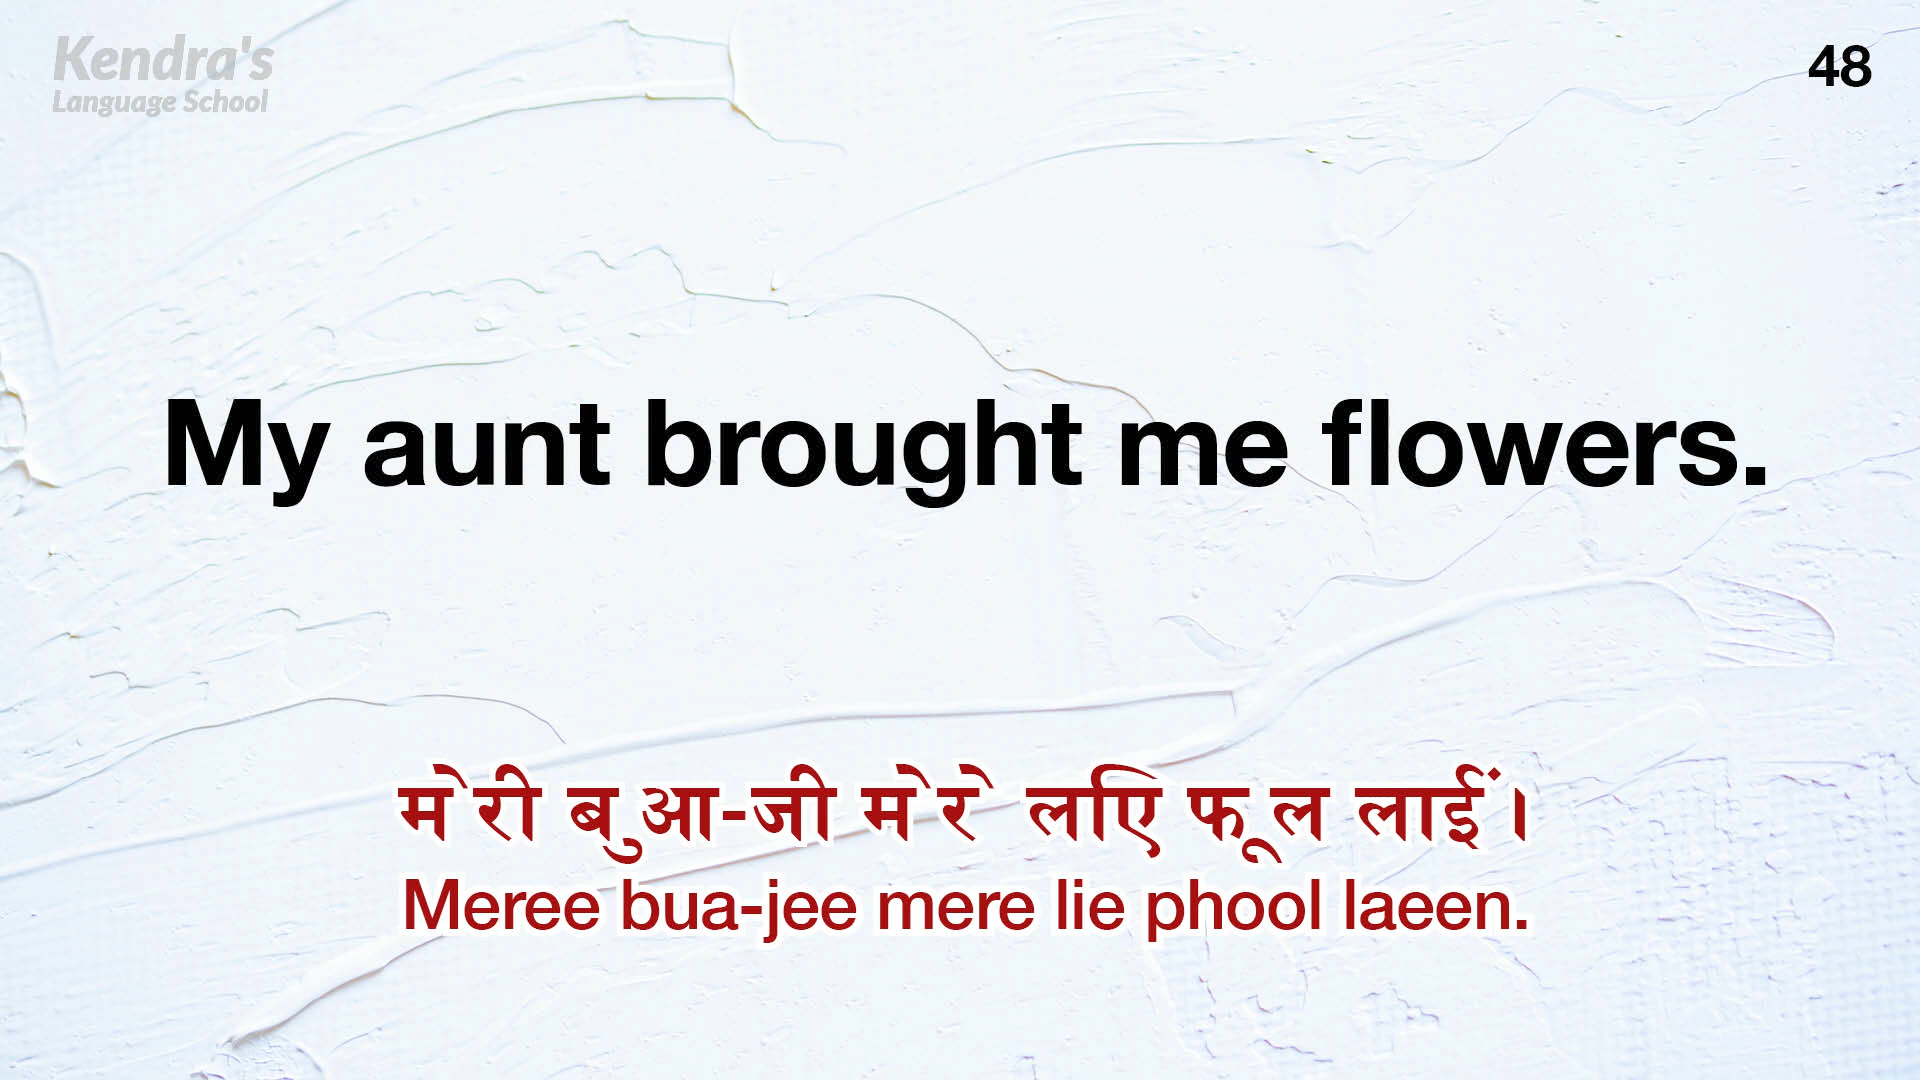 Kendra's
Language School
48
My aunt brought me flowers.
मेरी बुआ-जी मेरे लिए फूल लाईं।
Meree bua-jee mere lie phool laeen.